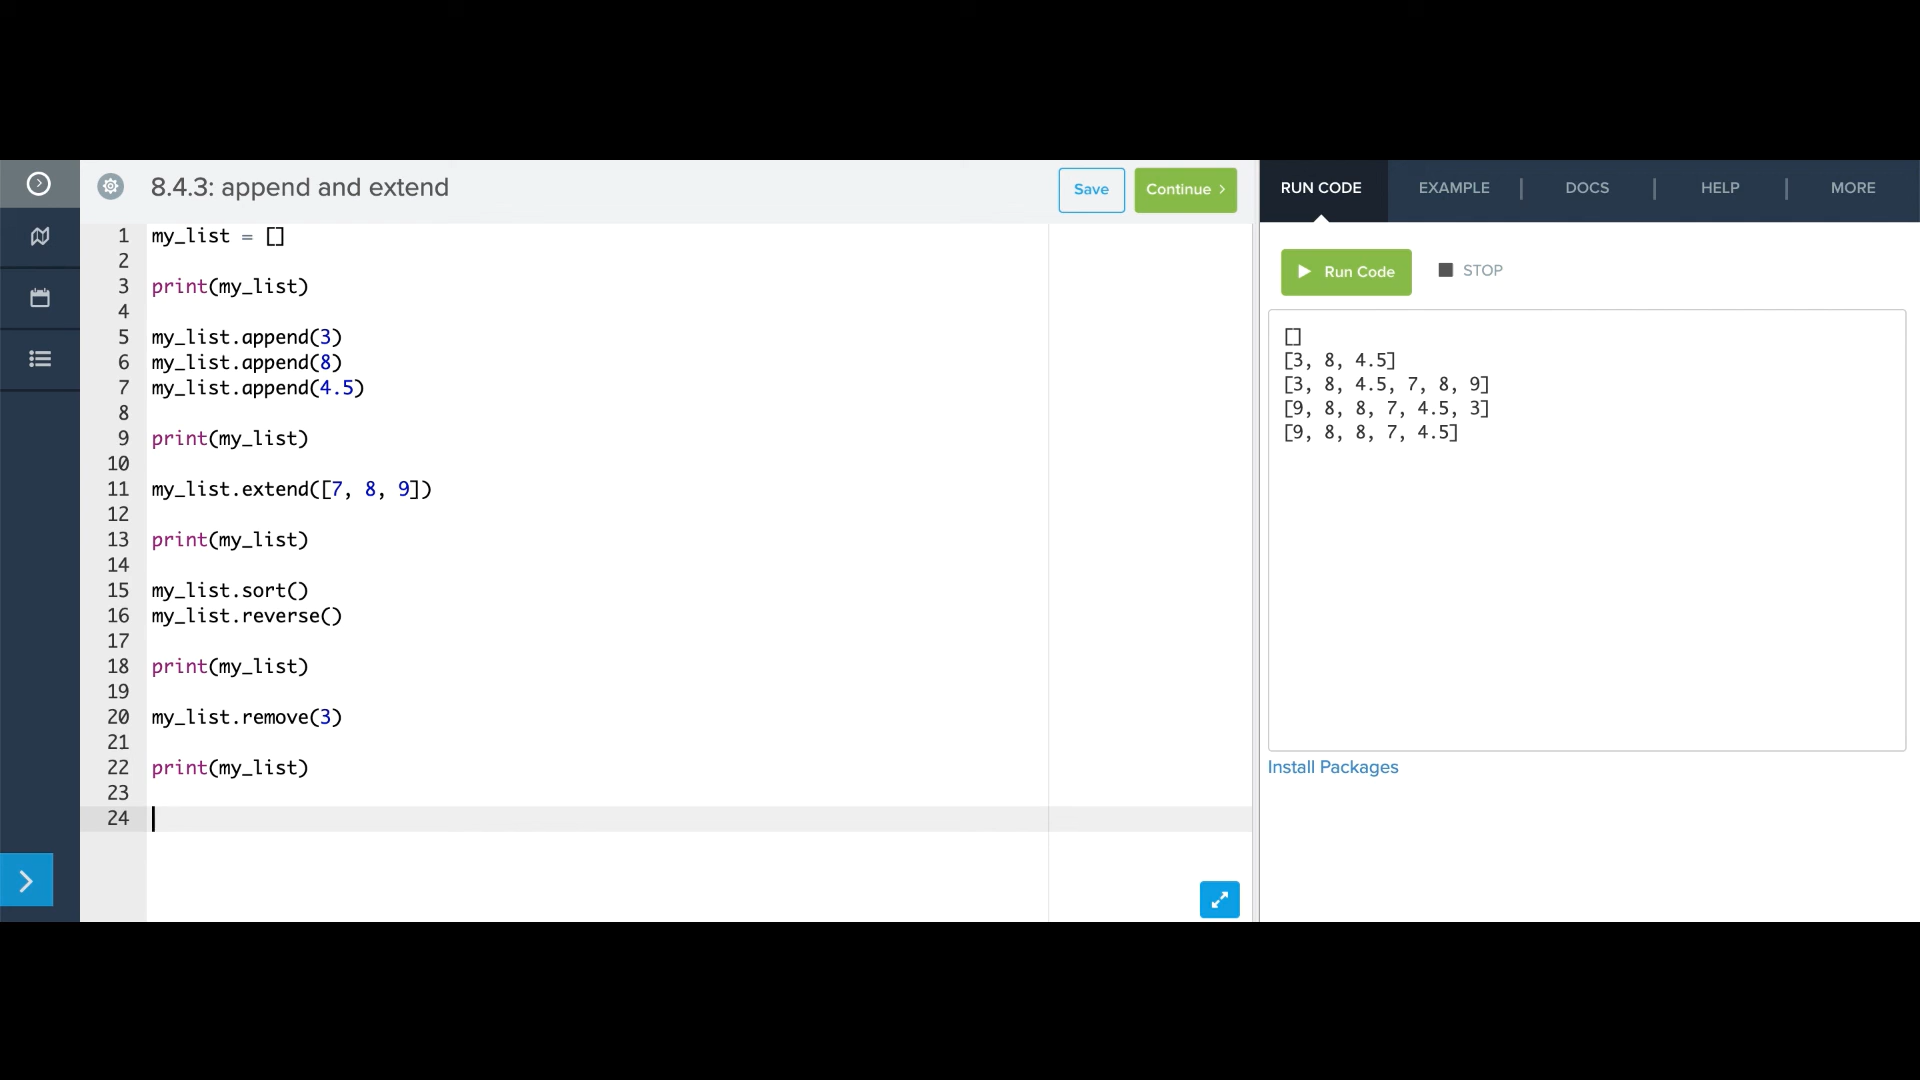 8.4.3: append and extend
Save
Continue >
RUN CODE
EXAMPLE
DOCS
HELP
MORE
1 my_list = []
2
3 print(my_list)
4
5 my_list.append(3)
6 my_list.append(8)
7 my_list.append(4.5)
8
9 print(my_list)
10
11 my_list.extend([7, 8, 9])
12
13 print(my_list)
14
15 my_list.sort()
16 my_list.reverse()
17
18 print(my_list)
19
20 my_list.remove(3)
21
22 print(my_list)
23
24
Run Code
STOP
[]
[3, 8, 4.5]
[3, 8, 4.5, 7, 8, 9]
[9, 8, 8, 7, 4.5, 3]
[9, 8, 8, 7, 4.5]
Install Packages